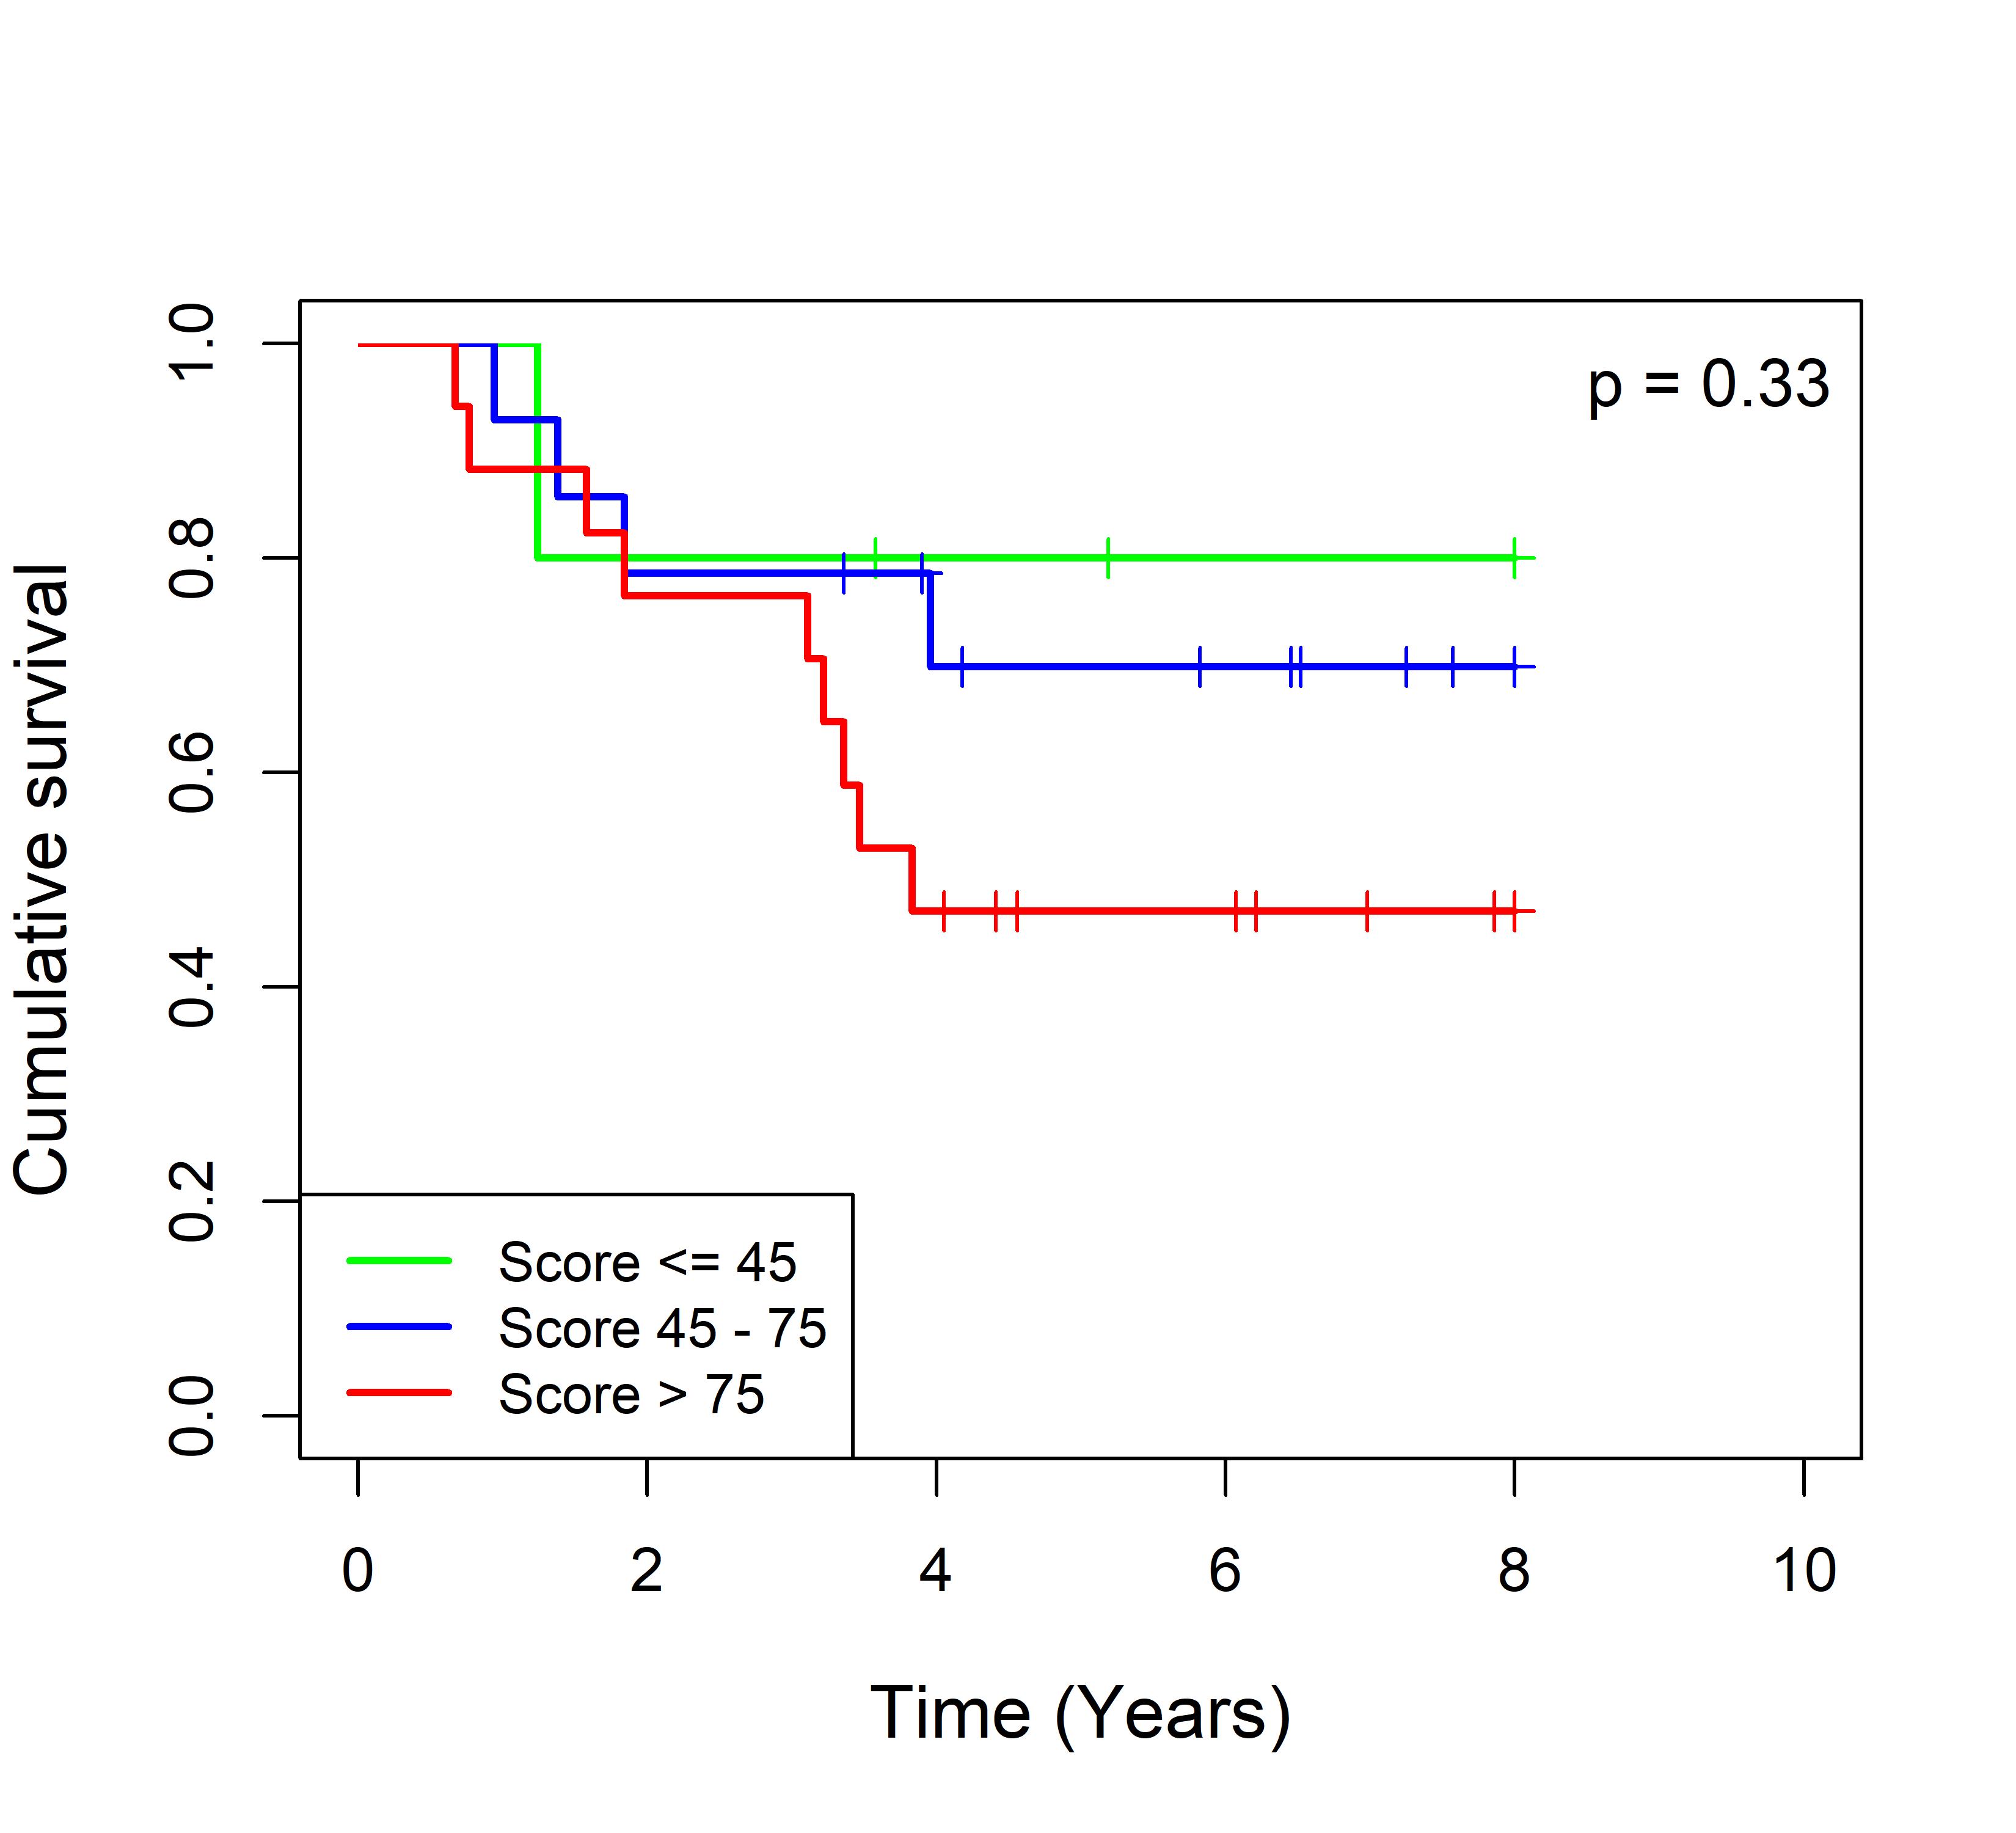 p = 0.33
Cumulative survival
1.0
0.8
0.6
0.4
0.2
0.0
Score <= 45
Score 45 - 75
Score > 75
0 2 4 6 8 10
Time (Years)